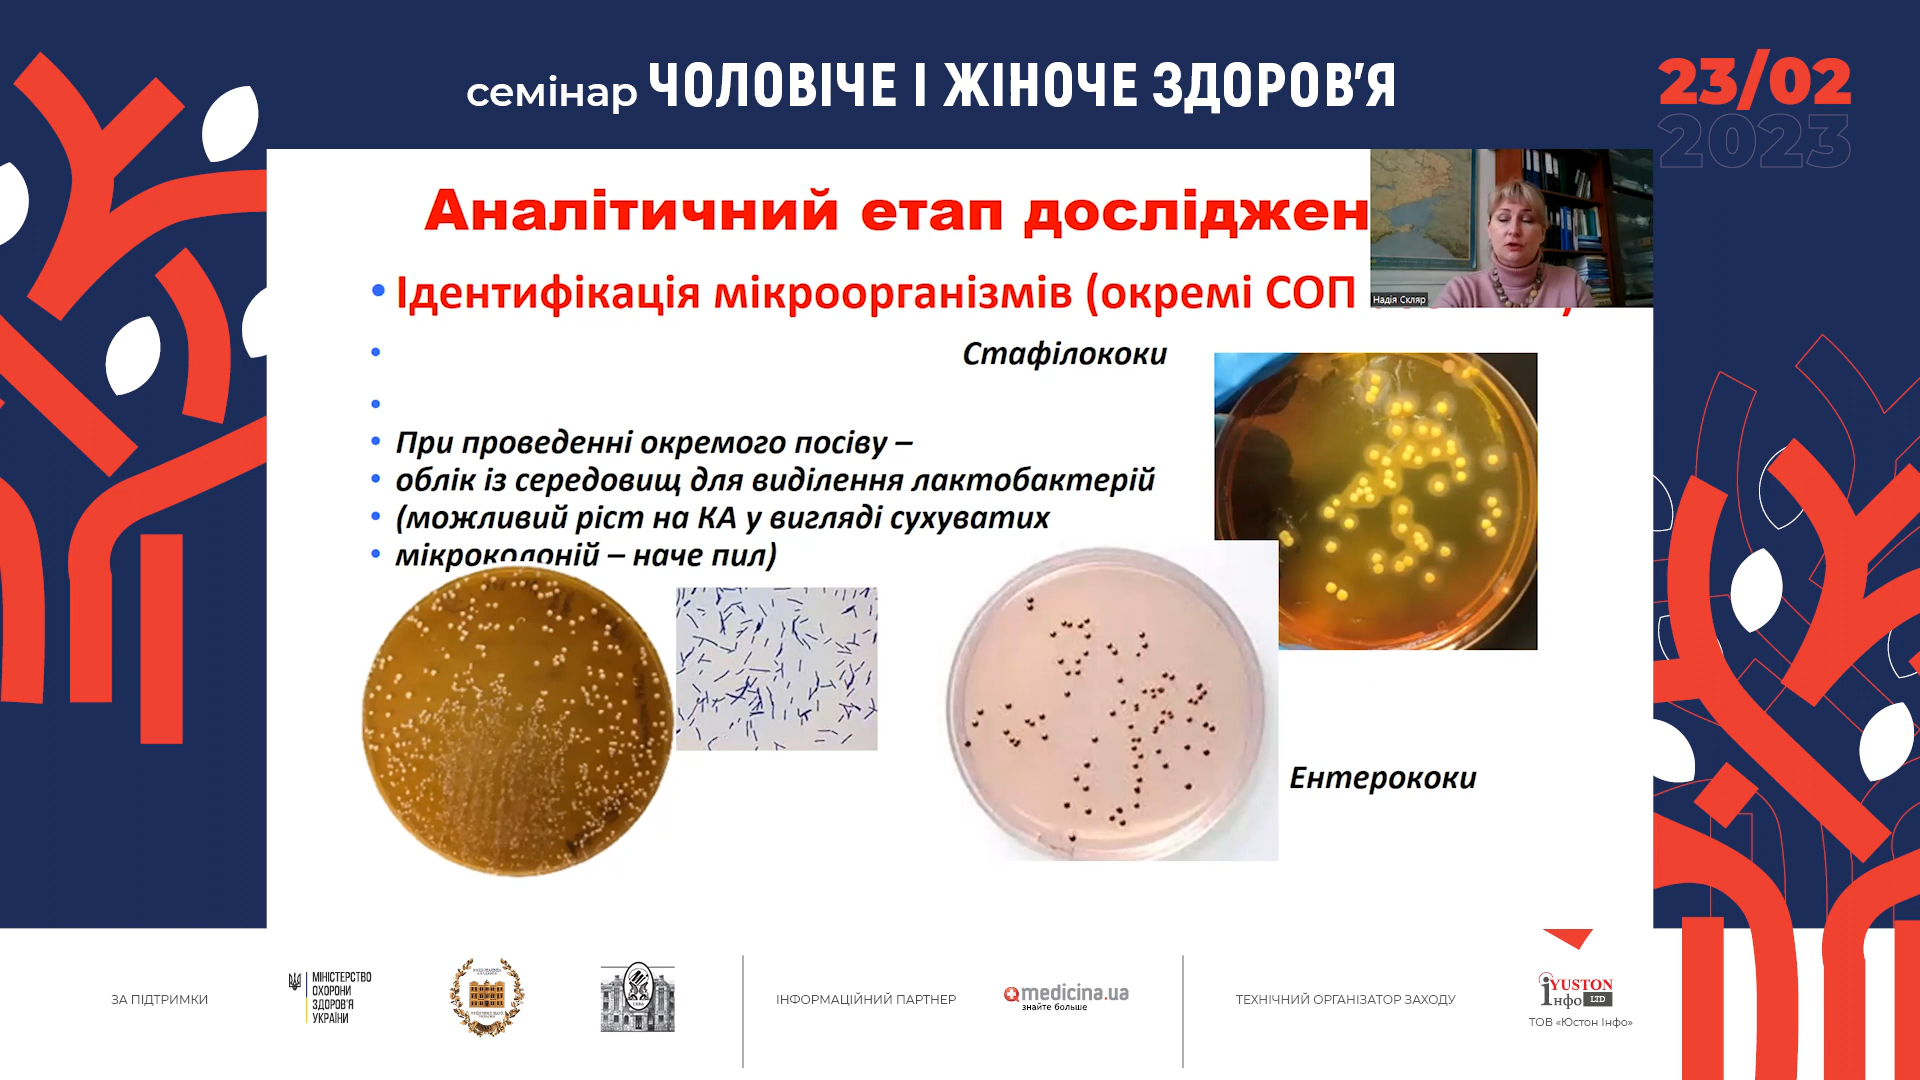 семінар ЧОЛОВІЧЕ І ЖІНОЧЕ ЗДОРОВ'Я
23/02
2023
Аналітичний етап досліджен
Надія Скляр
• Ідентифікація мікроорганізмів (окремі СОП
Стафілококи
• При проведенні окремого посіву –
• облік із середовищ для виділення лактобактерій
• (можливий ріст на КА у вигляді сухуватих
• мікроколоній – наче пил)
Ентерококи
ЗА ПІДТРИМКИ
МІНІСТЕРСТВО
ОХОРОНИ
ЗДОРОВ'Я
УКРАЇНИ
ІНФОРМАЦІЙНИЙ ПАРТНЕР
medicina.ua
знайте больше
ТЕХНІЧНИЙ ОРГАНІЗАТОР ЗАХОДУ
iYUSTON
Інфо LTD
ТОВ «Юстон Інфо»